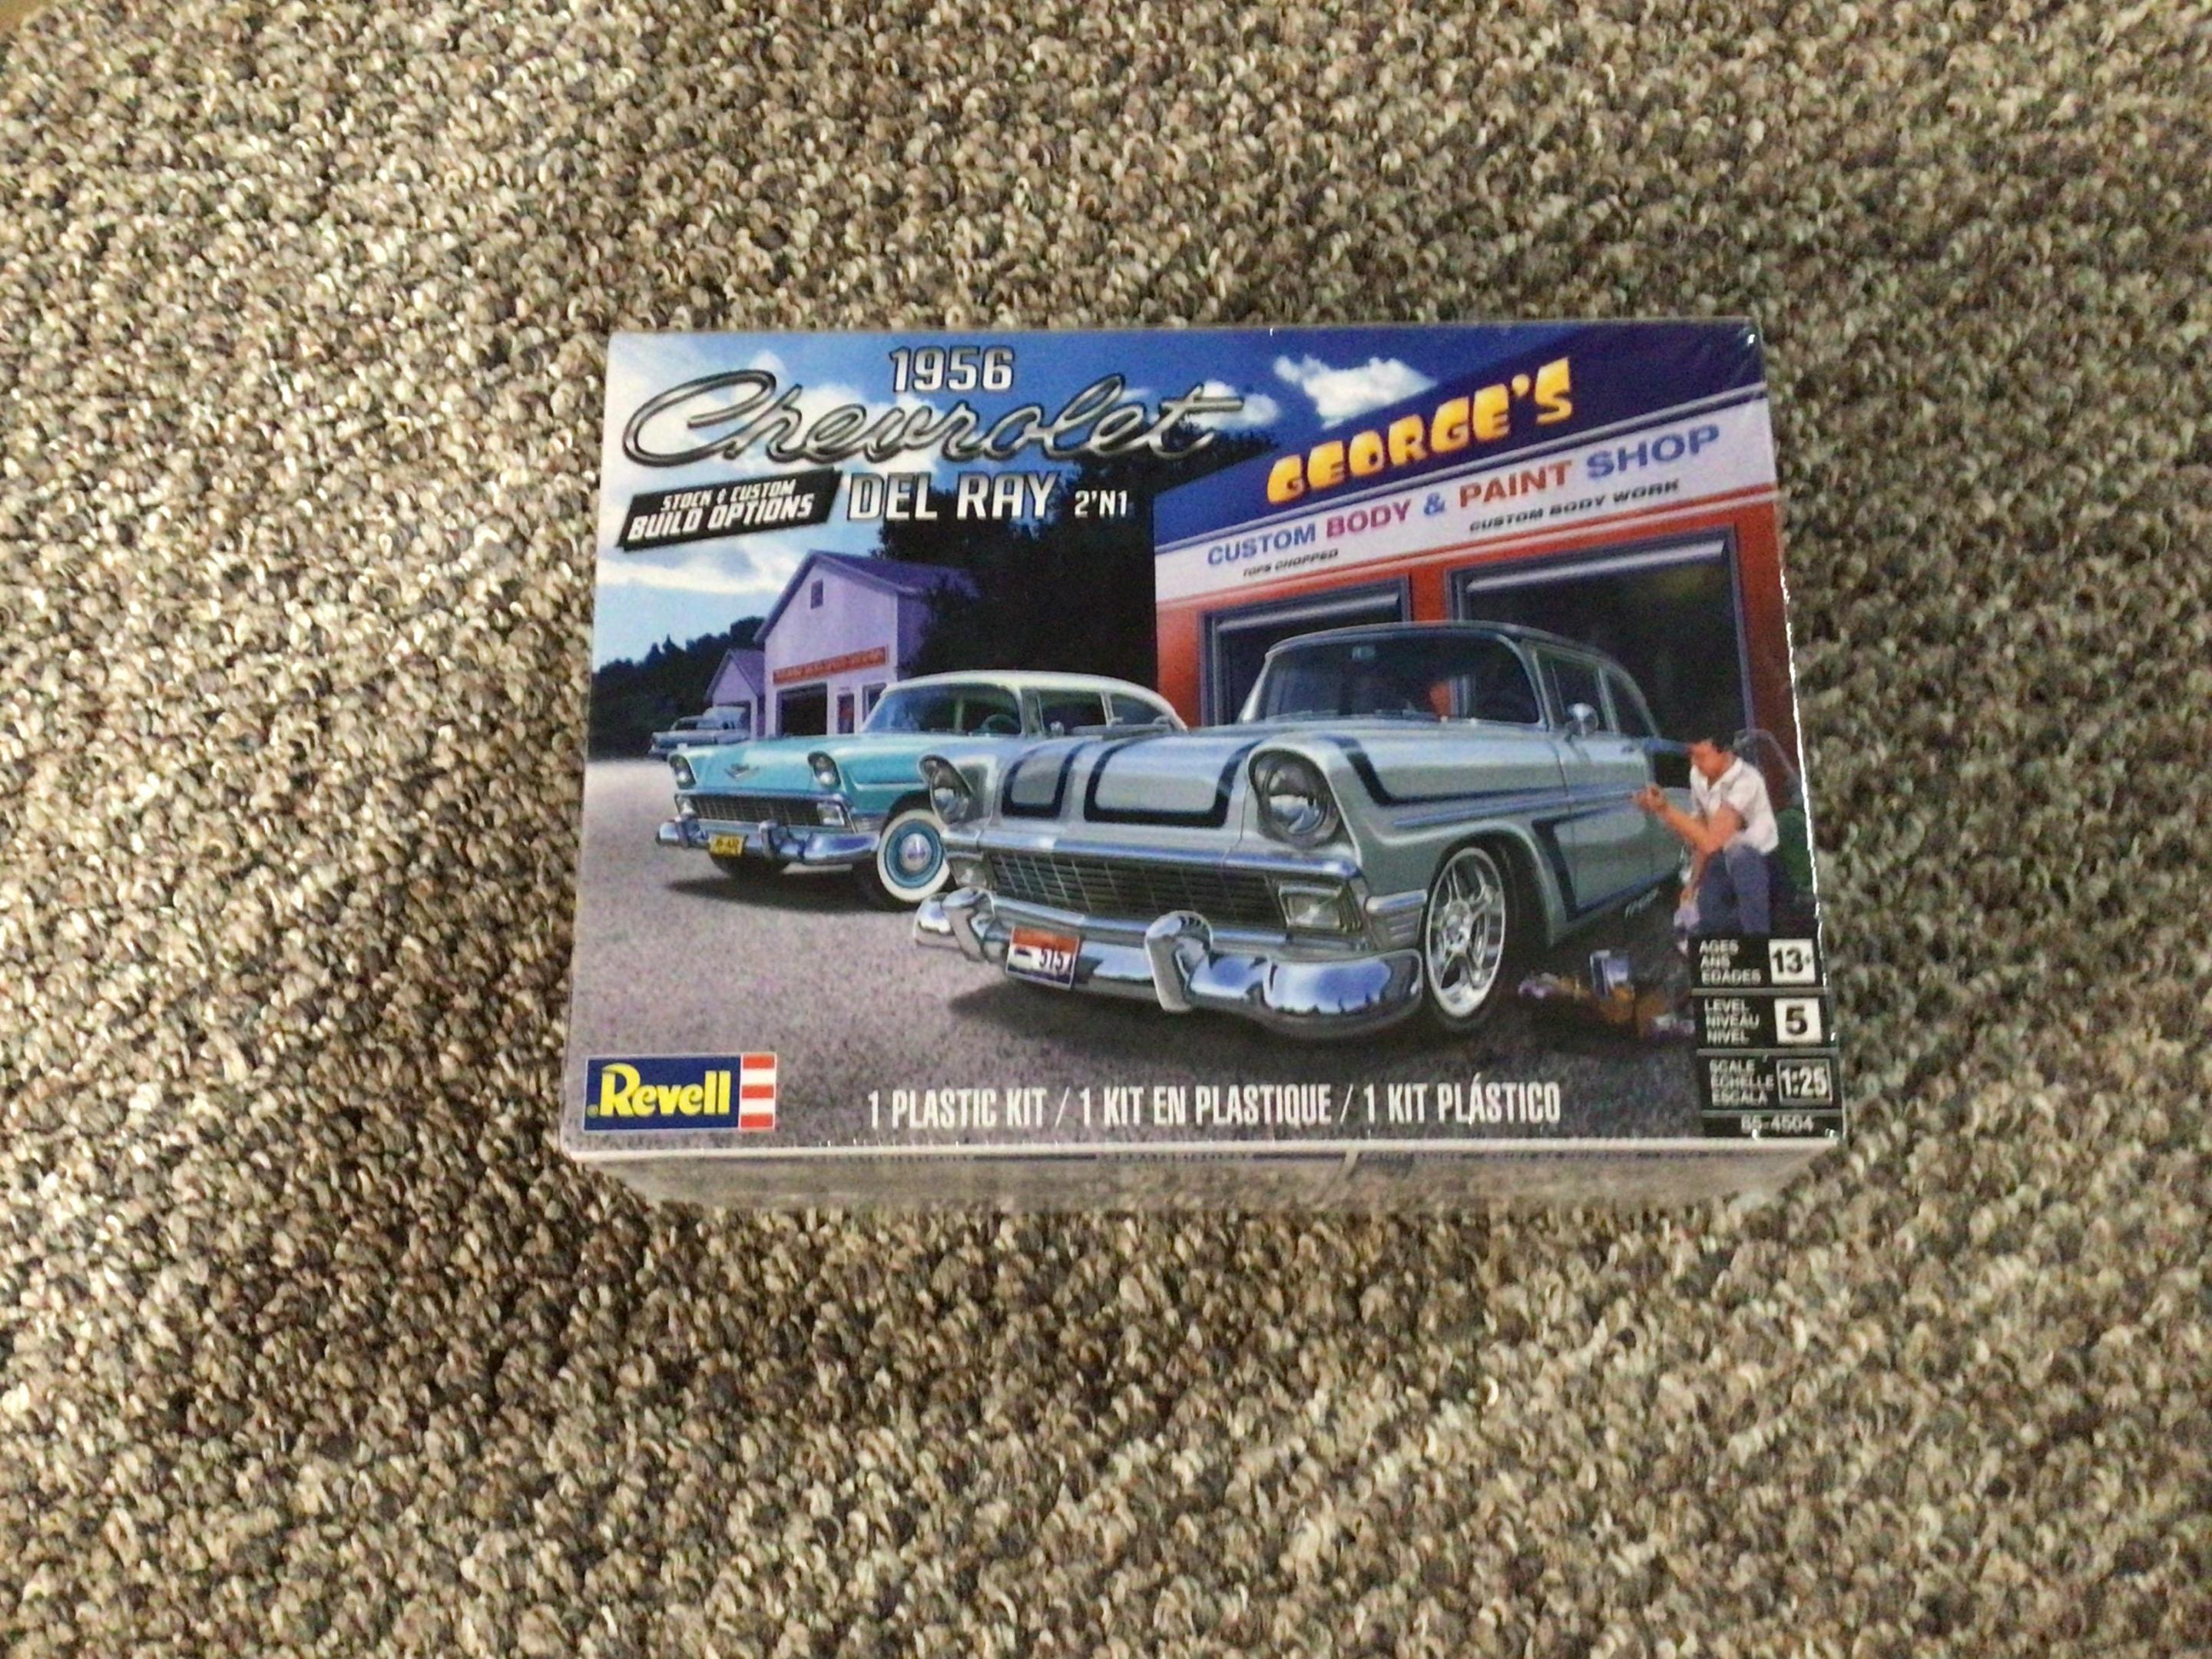 1956
Chevrolet
DEL RAY 2'N1
STOCK & CUSTOM
BUILD OPTIONS
GEORGE'S
CUSTOM BODY & PAINT SHOP
TOPS CHOPPED
CUSTOM BODY WORK
515
AGES
ANS
EDADES
13+
LEVEL
NIVEAU
NIVEL
5
SCALE
ECHELLE
ESCALA
1:25
85-4504
Revell
1 PLASTIC KIT / 1 KIT EN PLASTIQUE / 1 KIT PLÁSTICO